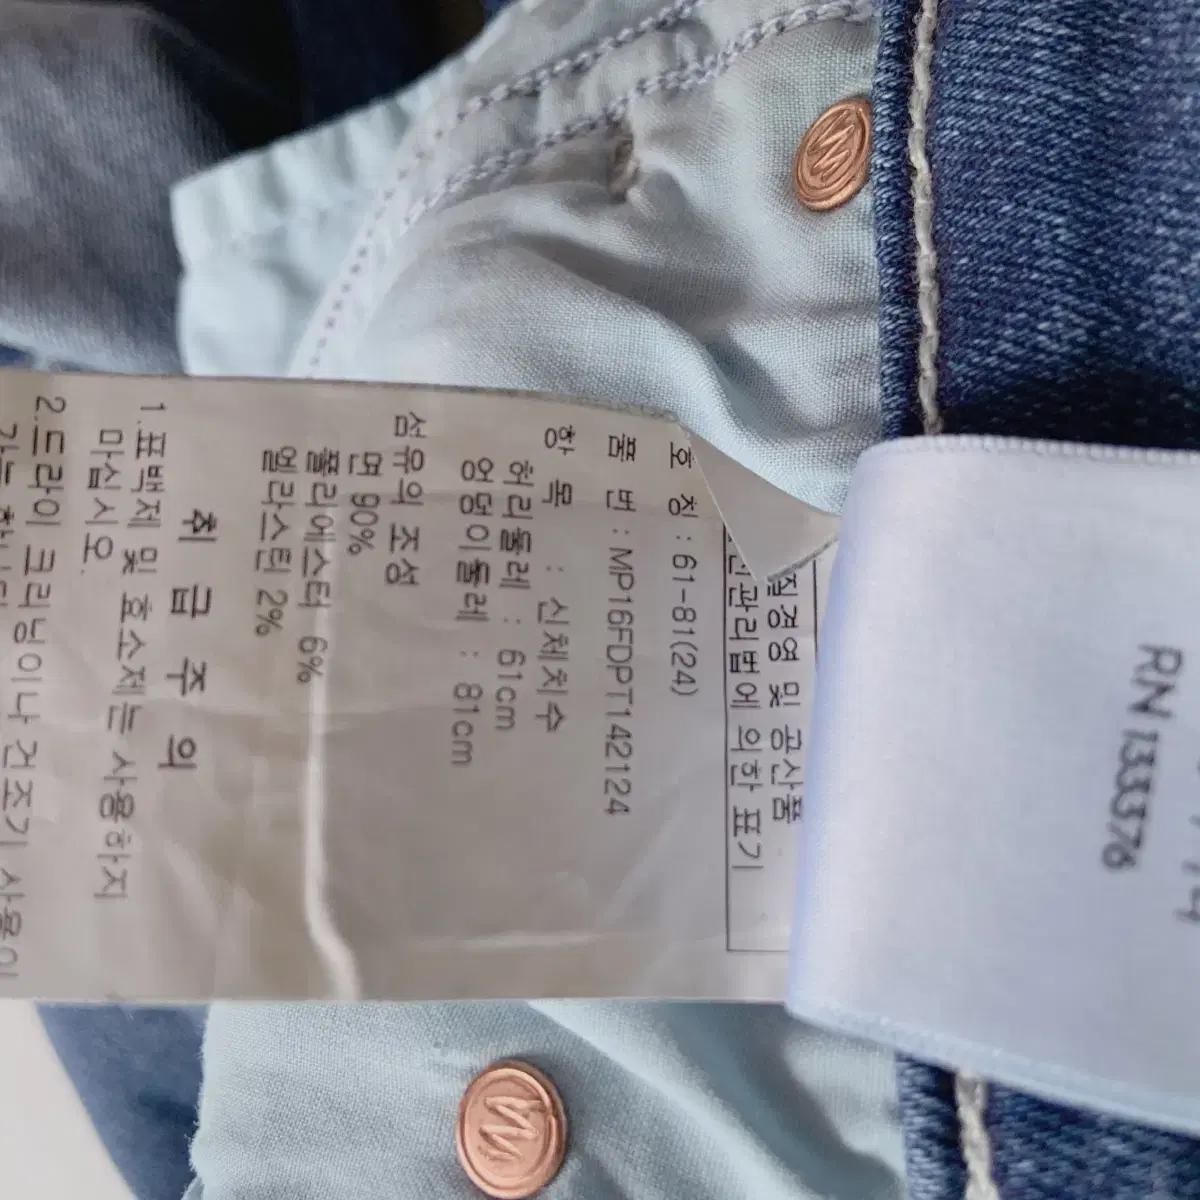 질경영 및 공산품
관리법에 의한 표기
호 칭 : 61-81(24)
품 번 : MP16FDPT142124
항 목 : 신체치수
허리둘레 : 61cm
엉덩이둘레 : 81cm
섬유의 조성
면 90%
폴리에스터 6%
엘라스틴 2%
취 급 주 의
1.표백제 및 효소제는 사용하지
마십시오.
2.드라이 크리닝이나 건조기 사용이
RN 133376